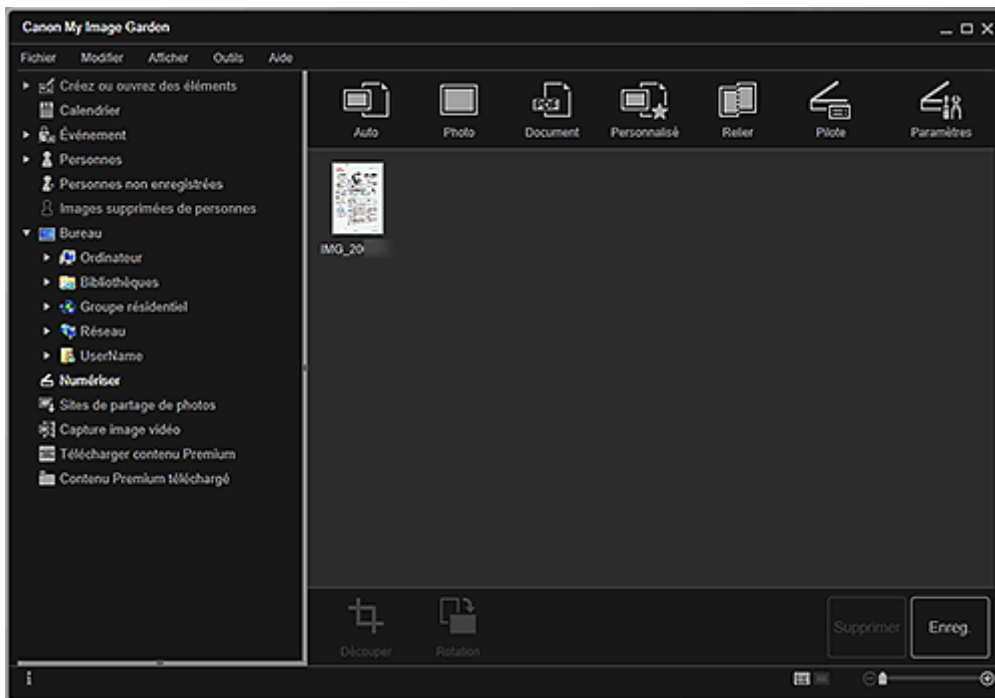 Canon My Image Garden
Fichier Modifier Afficher Outils Aide
Créez ou ouvrez des éléments
Calendrier
Événement
Personnes
Personnes non enregistrées
Images supprimées de personnes
Bureau
Ordinateur
Bibliothèques
Groupe résidentiel
Réseau
UserName
Numériser
Sites de partage de photos
Capture image vidéo
Télécharger contenu Premium
Contenu Premium téléchargé
Auto Photo Document Personnalisé Relier Pilote Paramètres
IMG_20
Découper Rotation
Supprimer Enreg.